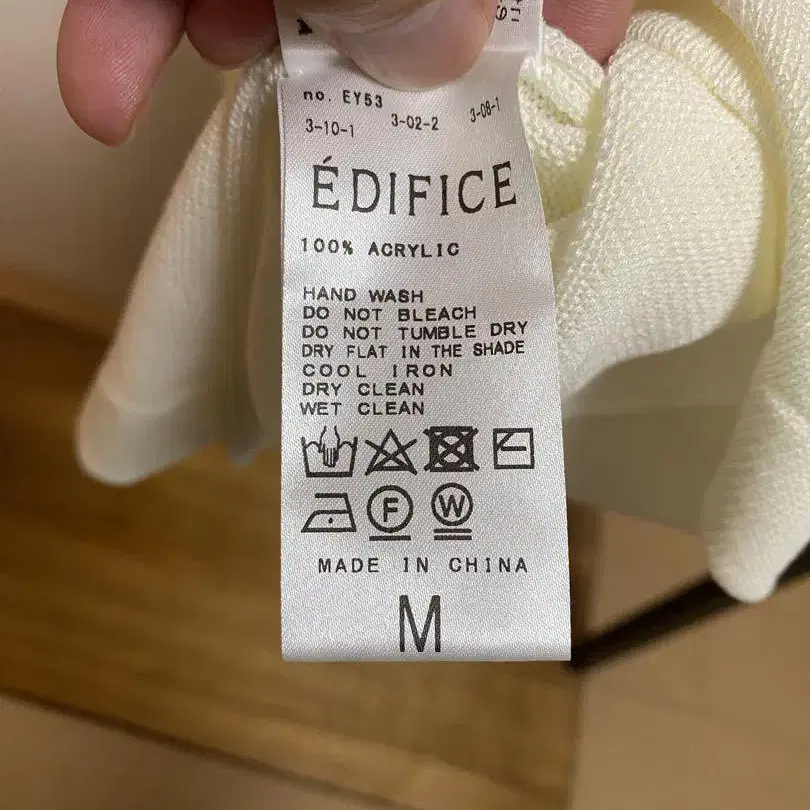 no. EY53
3-10-1 3-02-2 3-08-1
ÉDIFICE
100% ACRYLIC
HAND WASH
DO NOT BLEACH
DO NOT TUMBLE DRY
DRY FLAT IN THE SHADE
COOL IRON
DRY CLEAN
WET CLEAN
F W
MADE IN CHINA
M